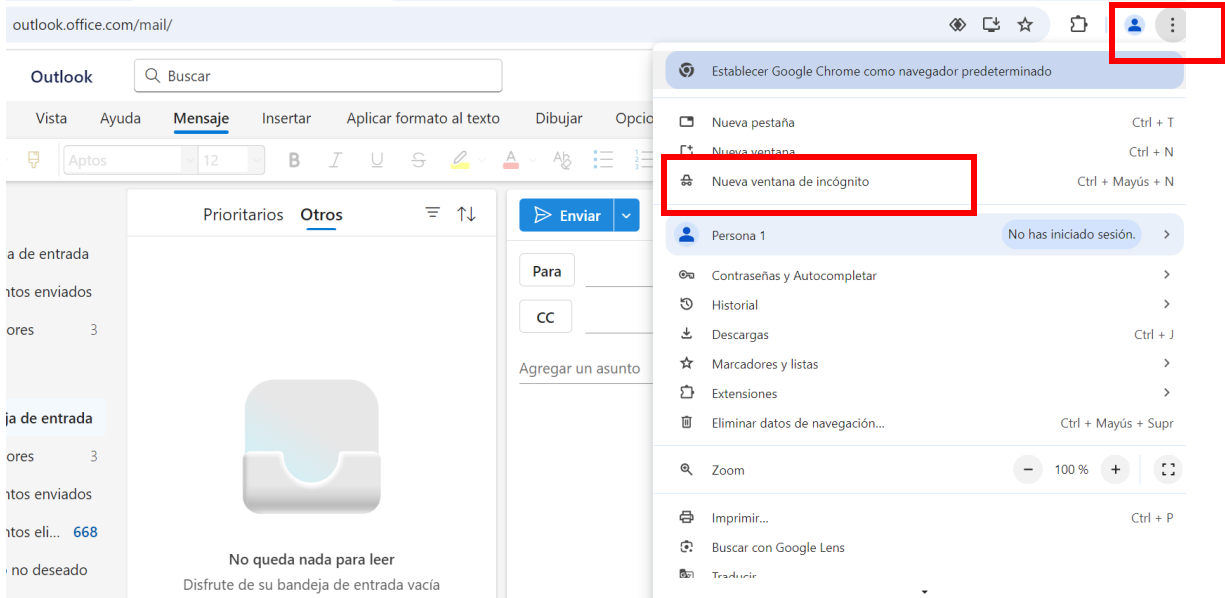 outlook.office.com/mail/
Outlook
Buscar
Vista Ayuda Mensaje Insertar Aplicar formato al texto Dibujar Opcio
Aptos 12 B I U S A
Prioritarios Otros
a de entrada
ntos enviados
ores 3
ja de entrada
ores 3
ntos enviados
ntos eli... 668
no deseado
No queda nada para leer
Disfrute de su bandeja de entrada vacía
Enviar
Para
CC
Agregar un asunto
Establecer Google Chrome como navegador predeterminado
Nueva pestaña Ctrl + T
Nueva ventana Ctrl + N
Nueva ventana de incógnito Ctrl + Mayús + N
Persona 1 No has iniciado sesión.
Contraseñas y Autocompletar
Historial
Descargas Ctrl + J
Marcadores y listas
Extensiones
Eliminar datos de navegación... Ctrl + Mayús + Supr
Zoom − 100 % +
Imprimir... Ctrl + P
Buscar con Google Lens
Traducir